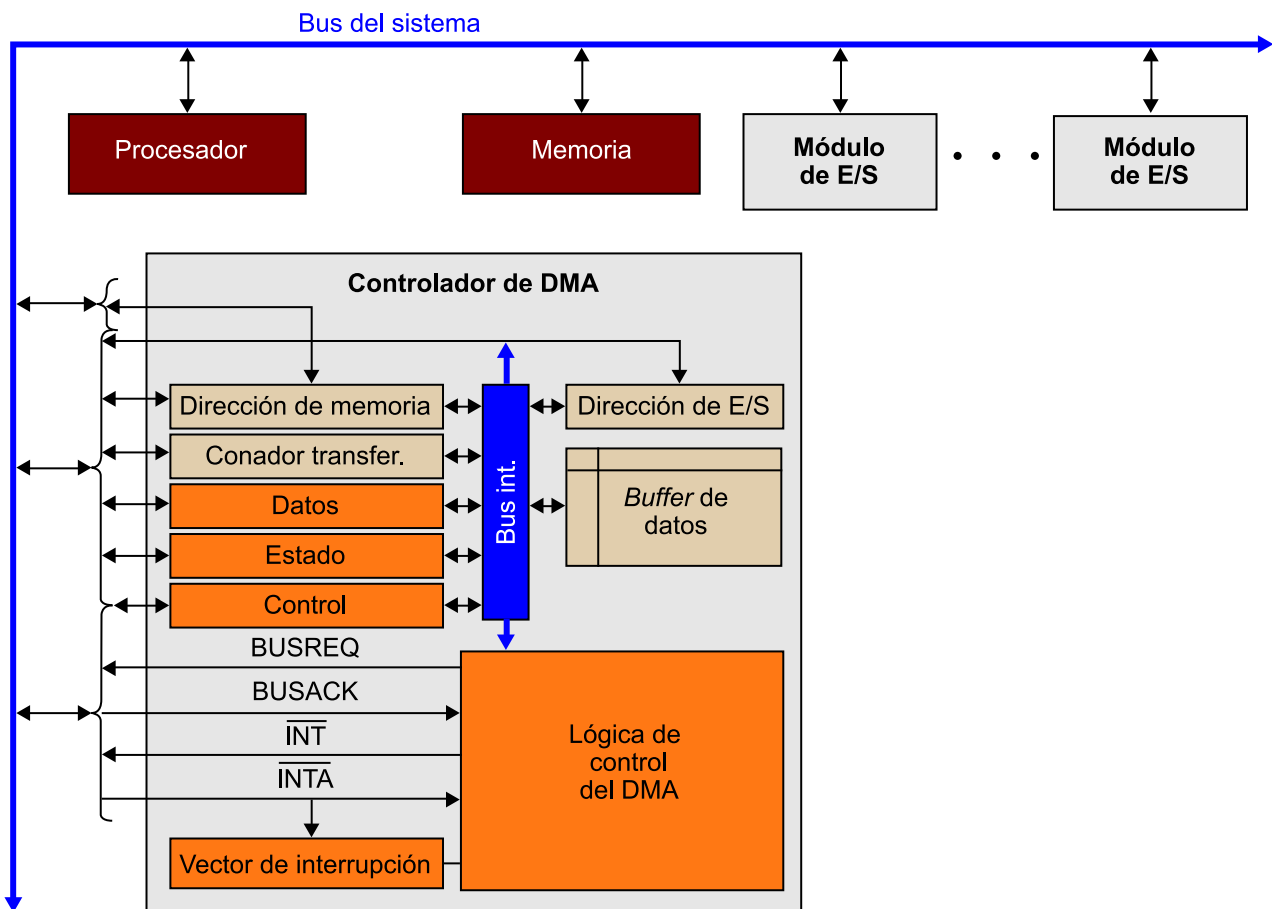 Bus del sistema
Procesador
Memoria
Módulo
de E/S
Módulo
de E/S
Controlador de DMA
Dirección de memoria
Dirección de E/S
Conador transfer.
Bus int.
Buffer de
datos
Datos
Estado
Control
BUSREQ
BUSACK
INT
INTA
Lógica de
control
del DMA
Vector de interrupción